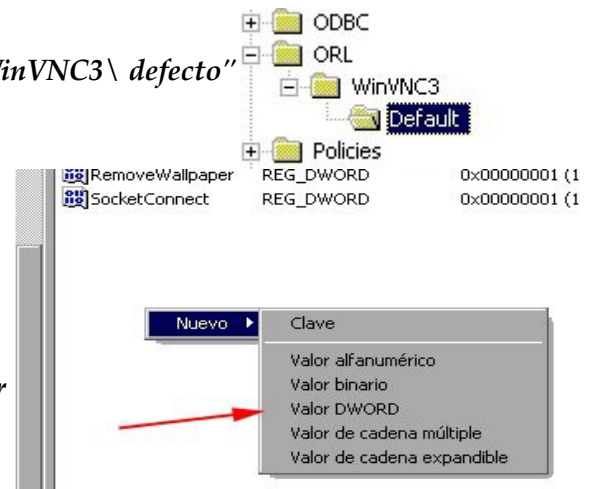 ODBC
ORL
WinVNC3
Default
Policies
inVNC3\ defecto"
RemoveWallpaper REG_DWORD 0x00000001 (1
SocketConnect REG_DWORD 0x00000001 (1
Nuevo
Clave
Valor alfanumérico
Valor binario
Valor DWORD
Valor de cadena múltiple
Valor de cadena expandible
r